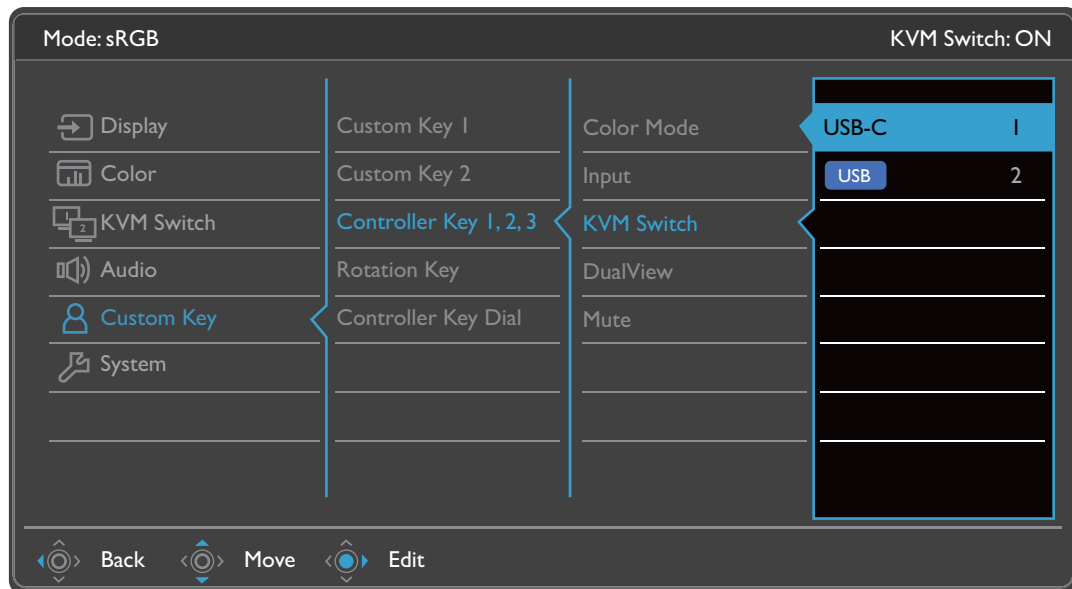 Mode: sRGB
KVM Switch: ON
Display
Color
1
2
KVM Switch
Audio
Custom Key
System
Custom Key 1
Custom Key 2
Controller Key 1, 2, 3
Rotation Key
Controller Key Dial
Color Mode
Input
KVM Switch
DualView
Mute
USB-C 1
USB 2
Back Move Edit